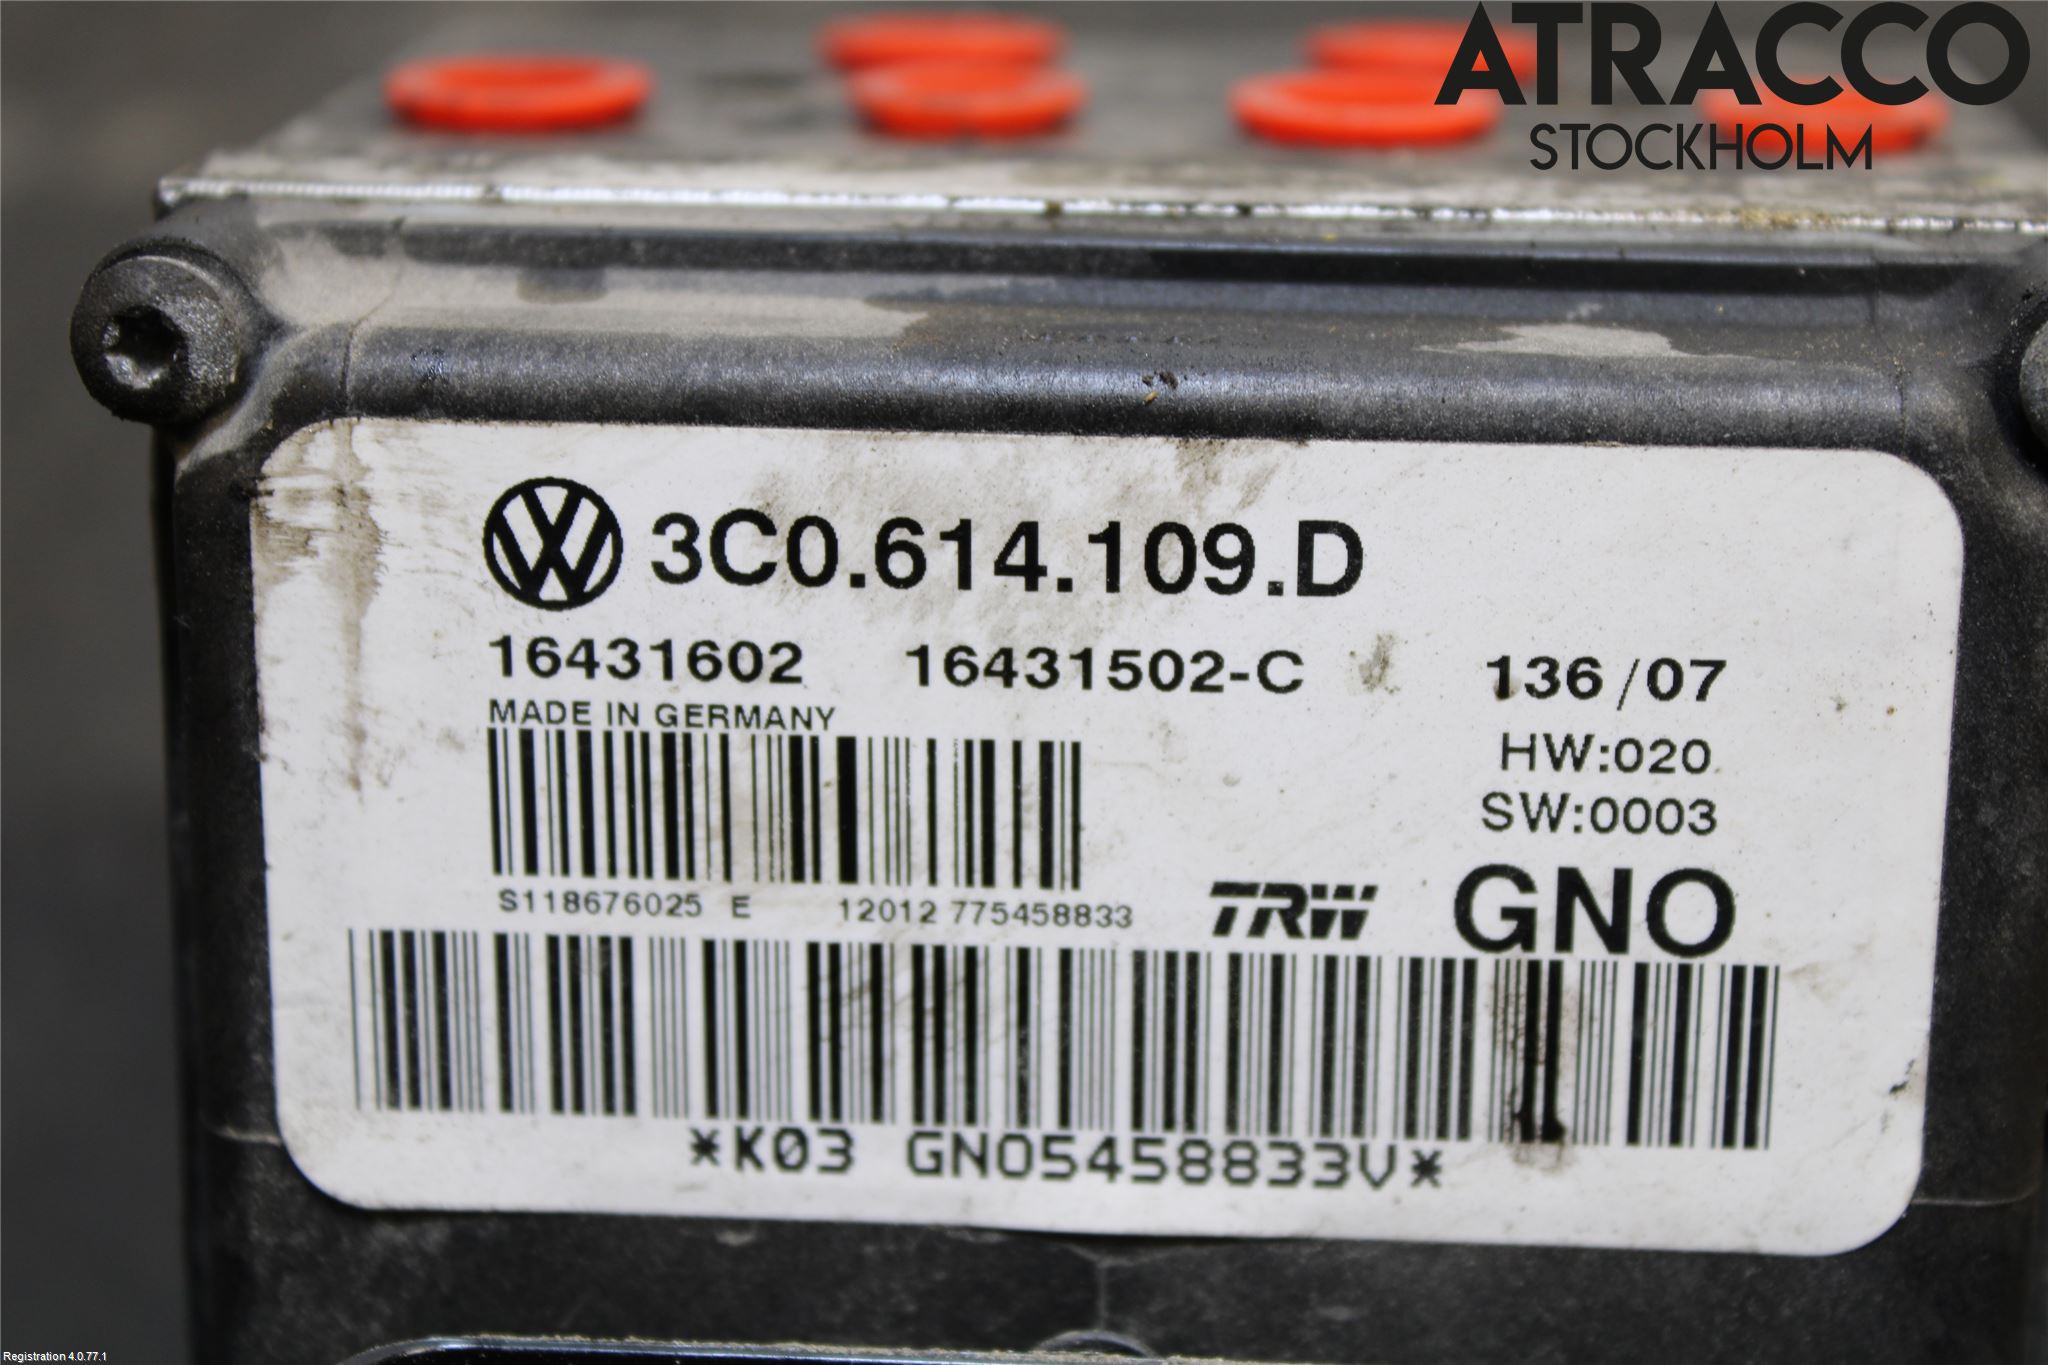 ATRACCO
STOCKHOLM
3C0.614.109.D
16431602 16431502-C 136/07
MADE IN GERMANY
HW:020
SW:0003
S118676025 E 12012 775458833
TRW GNO
*K03 GNO5458833V*
Registration 4.0.77.1